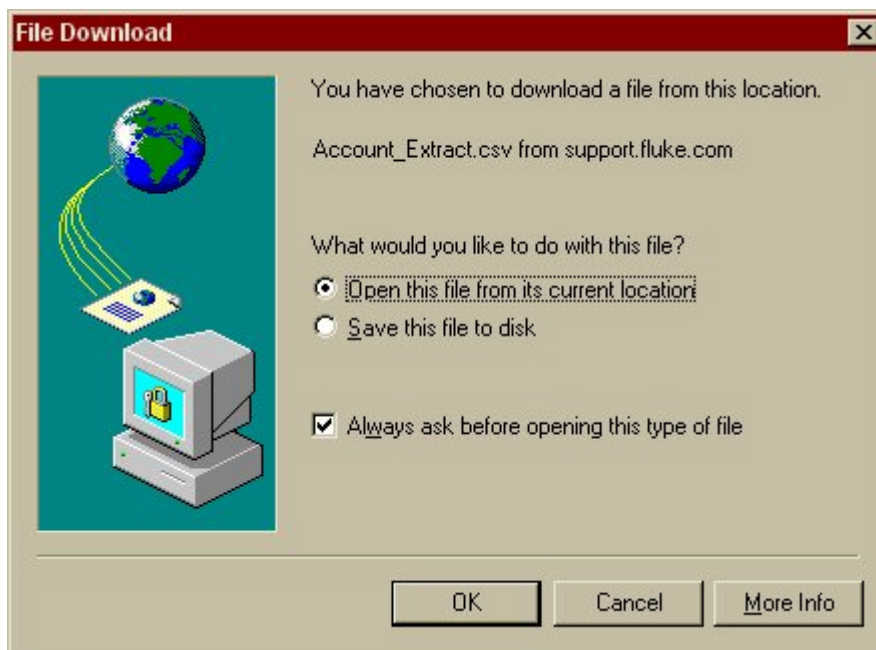 File Download
You have chosen to download a file from this location.
Account_Extract.csv from support.fluke.com
What would you like to do with this file?
Open this file from its current location
Save this file to disk
Always ask before opening this type of file
OK Cancel More Info